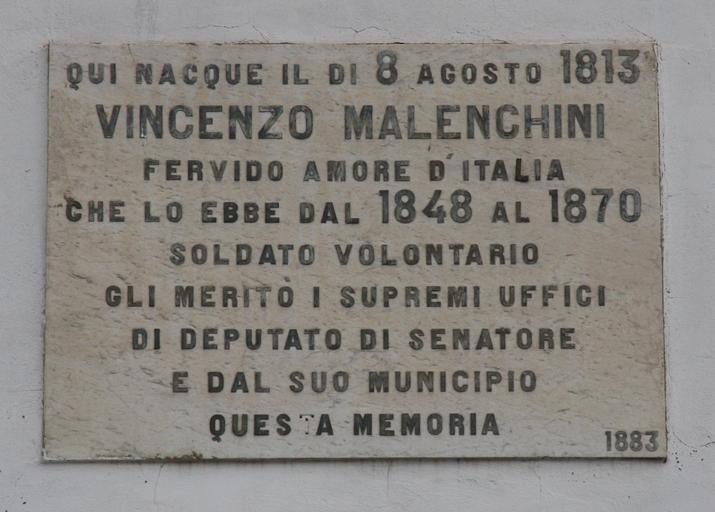 QUI NACQUE IL DI 8 AGOSTO 1813
VINCENZO MALENCHINI
FERVIDO AMORE D'ITALIA
CHE LO EBBE DAL 1848 AL 1870
SOLDATO VOLONTARIO
GLI MERITÒ I SUPREMI UFFICI
DI DEPUTATO DI SENATORE
E DAL SUO MUNICIPIO
QUESTA MEMORIA
1883